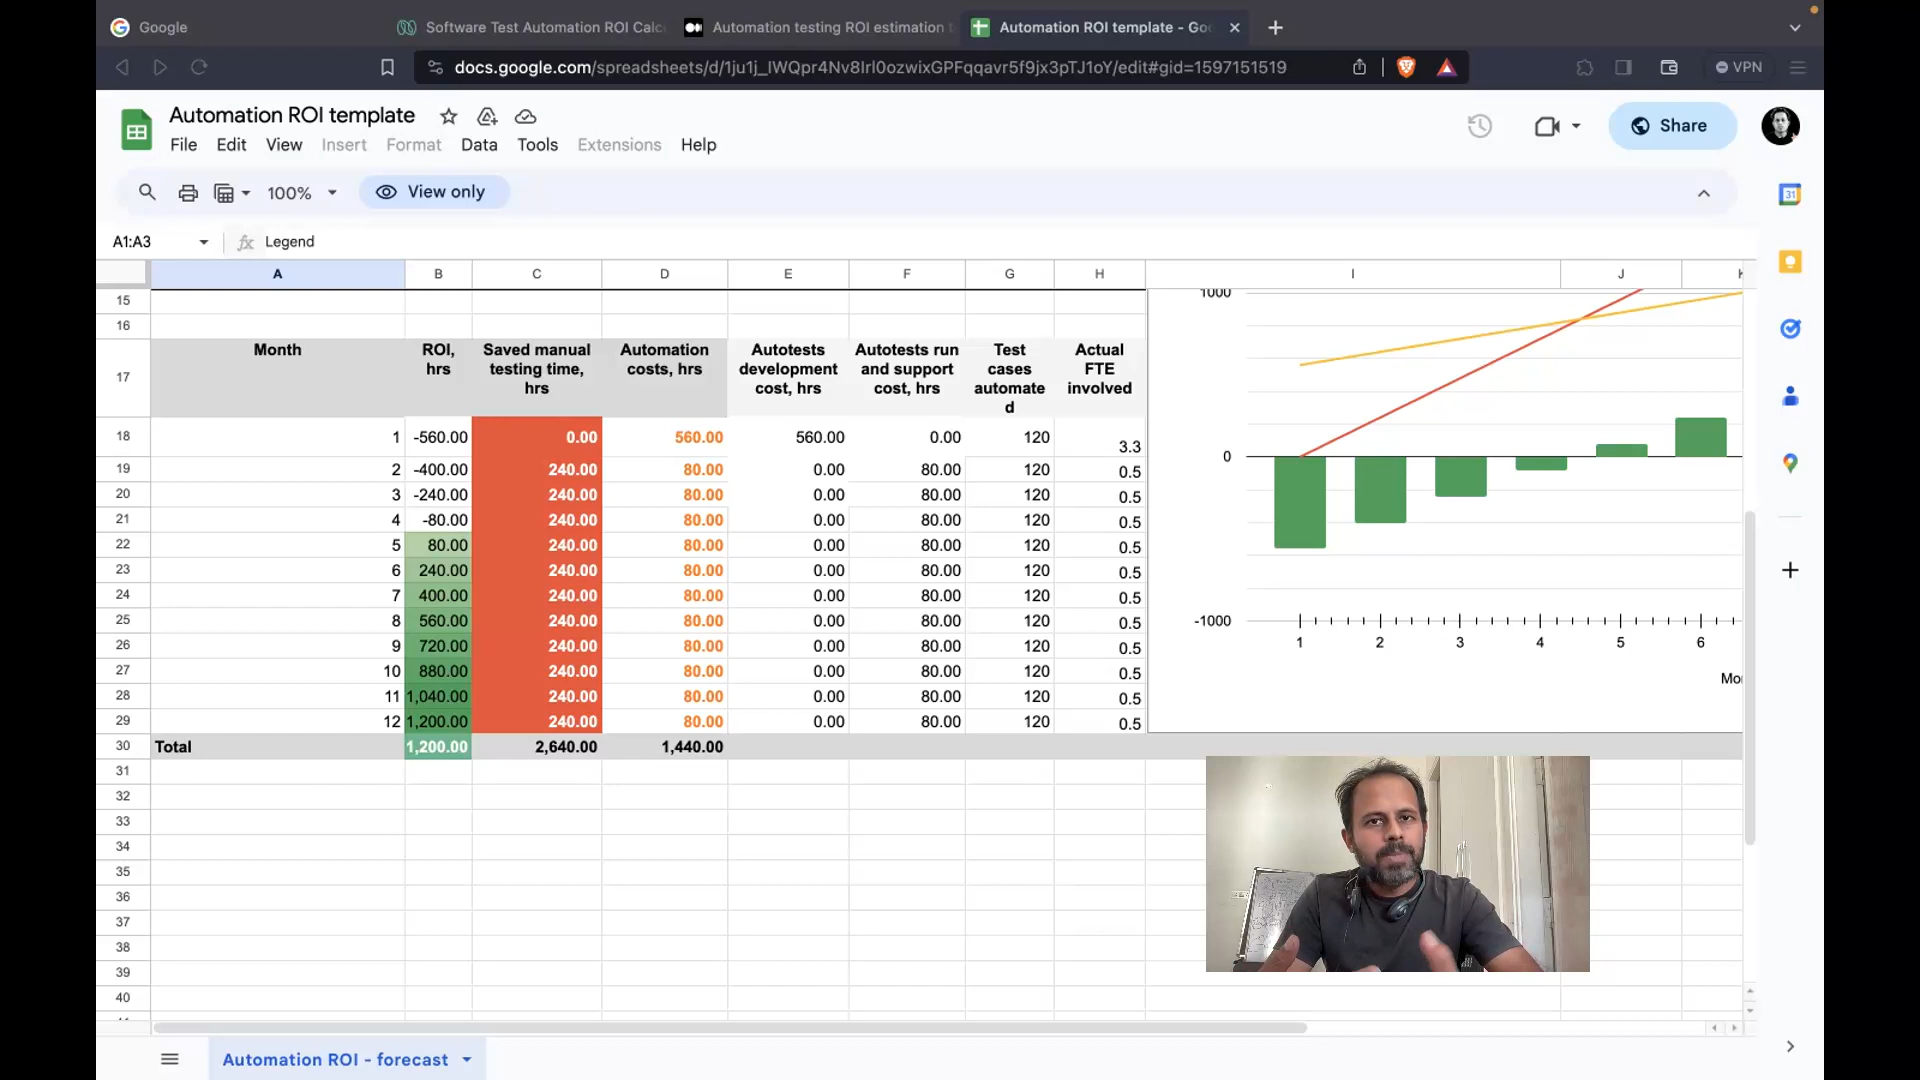 Google
Software Test Automation ROI Calc
Automation testing ROI estimation t
Automation ROI template - Goo
docs.google.com/spreadsheets/d/1ju1j_IWQpr4Nv8Irl0ozwixGPFqqavr5f9jx3pTJ1oY/edit#gid=1597151519
VPN
Automation ROI template
File Edit View Insert Format Data Tools Extensions Help
Share
100%
View only
31
A1:A3
fx Legend
A B C D E F G H I J K
15
16
17
Month
ROI,
hrs
Saved manual
testing time,
hrs
Automation
costs, hrs
Autotests
development
cost, hrs
Autotests run
and support
cost, hrs
Test
cases
automate
d
Actual
FTE
involved
18 1 -560.00 0.00 560.00 560.00 0.00 120 3.3
19 2 -400.00 240.00 80.00 0.00 80.00 120 0.5
20 3 -240.00 240.00 80.00 0.00 80.00 120 0.5
21 4 -80.00 240.00 80.00 0.00 80.00 120 0.5
22 5 80.00 240.00 80.00 0.00 80.00 120 0.5
23 6 240.00 240.00 80.00 0.00 80.00 120 0.5
24 7 400.00 240.00 80.00 0.00 80.00 120 0.5
25 8 560.00 240.00 80.00 0.00 80.00 120 0.5
26 9 720.00 240.00 80.00 0.00 80.00 120 0.5
27 10 880.00 240.00 80.00 0.00 80.00 120 0.5
28 11 1,040.00 240.00 80.00 0.00 80.00 120 0.5
29 12 1,200.00 240.00 80.00 0.00 80.00 120 0.5
30 Total 1,200.00 2,640.00 1,440.00
31
32
33
34
35
36
37
38
39
40
1000
0
-1000
1 2 3 4 5 6
Mo
Automation ROI - forecast